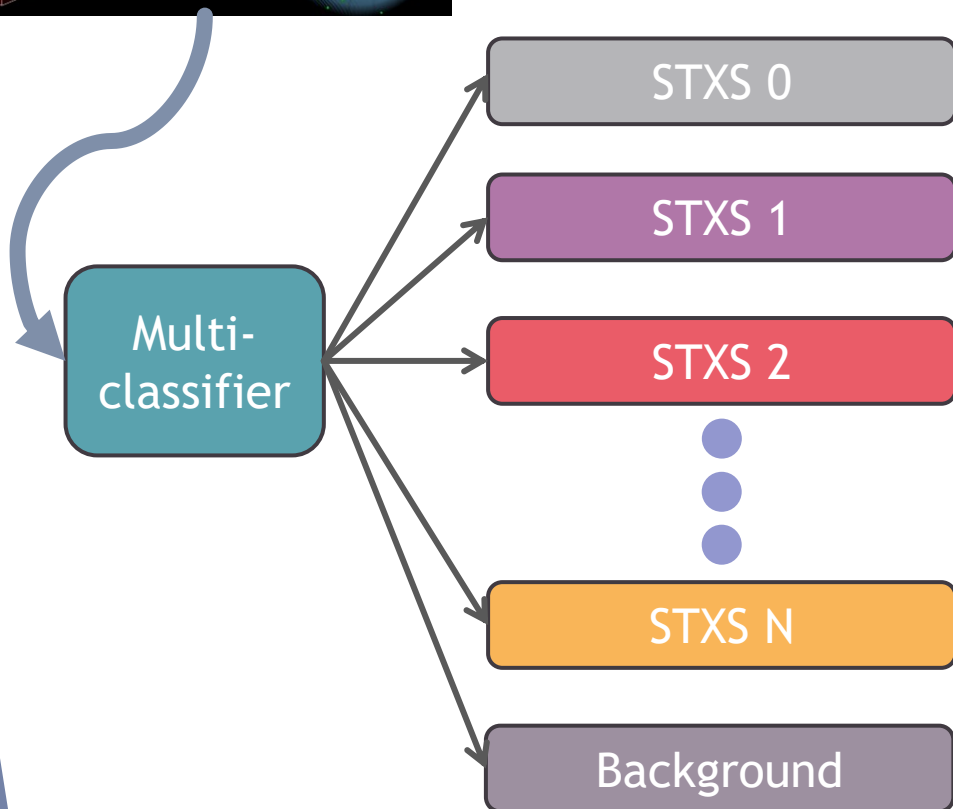 STXS 0
STXS 1
Multi-
classifier
STXS 2
STXS N
Background